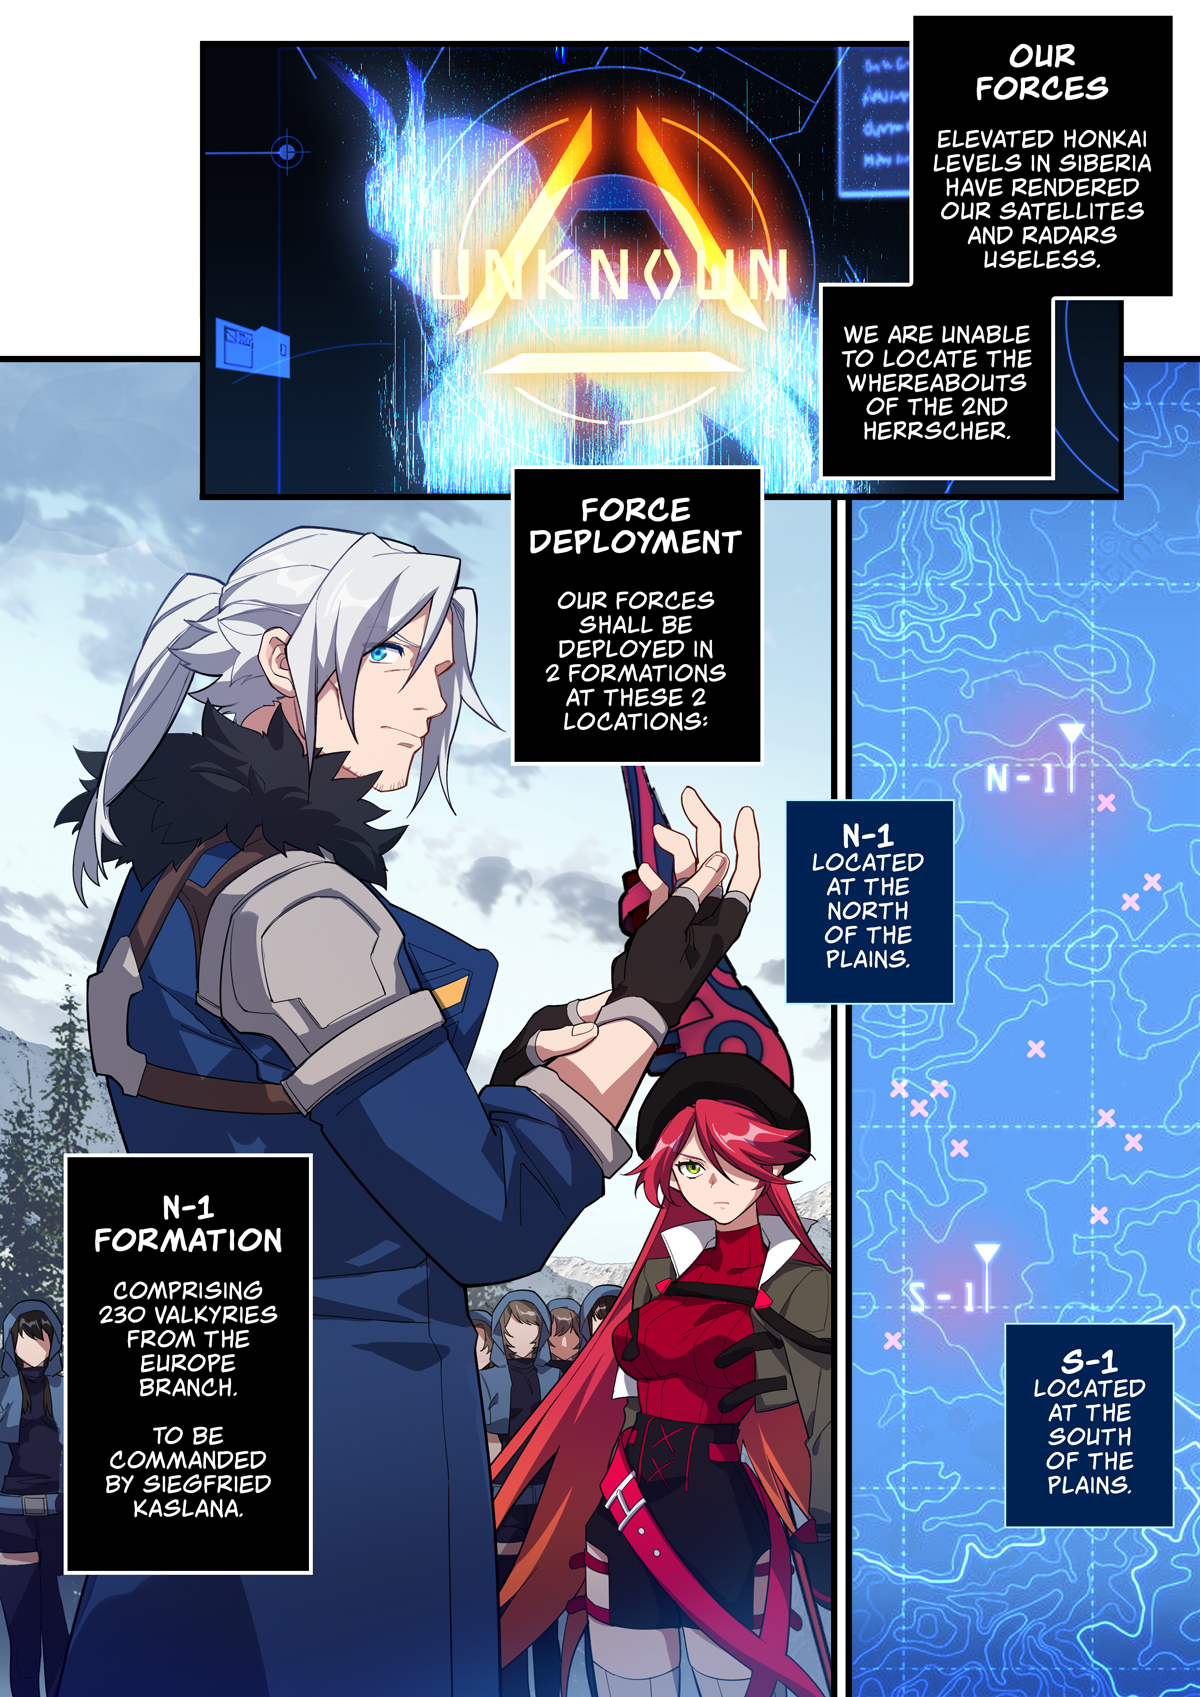 OUR
FORCES
ELEVATED HONKAI
LEVELS IN SIBERIA
HAVE RENDERED
OUR SATELLITES
AND RADARS
USELESS.
UNKNOWN
WE ARE UNABLE
TO LOCATE THE
WHEREABOUTS
OF THE 2ND
HERRSCHER.
FORCE
DEPLOYMENT
OUR FORCES
SHALL BE
DEPLOYED IN
2 FORMATIONS
AT THESE 2
LOCATIONS:
N-1
N-1
LOCATED
AT THE
NORTH
OF THE
PLAINS.
N-1
FORMATION
COMPRISING
230 VALKYRIES
FROM THE
EUROPE
BRANCH.
TO BE
COMMANDED
BY SIEGFRIED
KASLANA.
S-1
S-1
LOCATED
AT THE
SOUTH
OF THE
PLAINS.